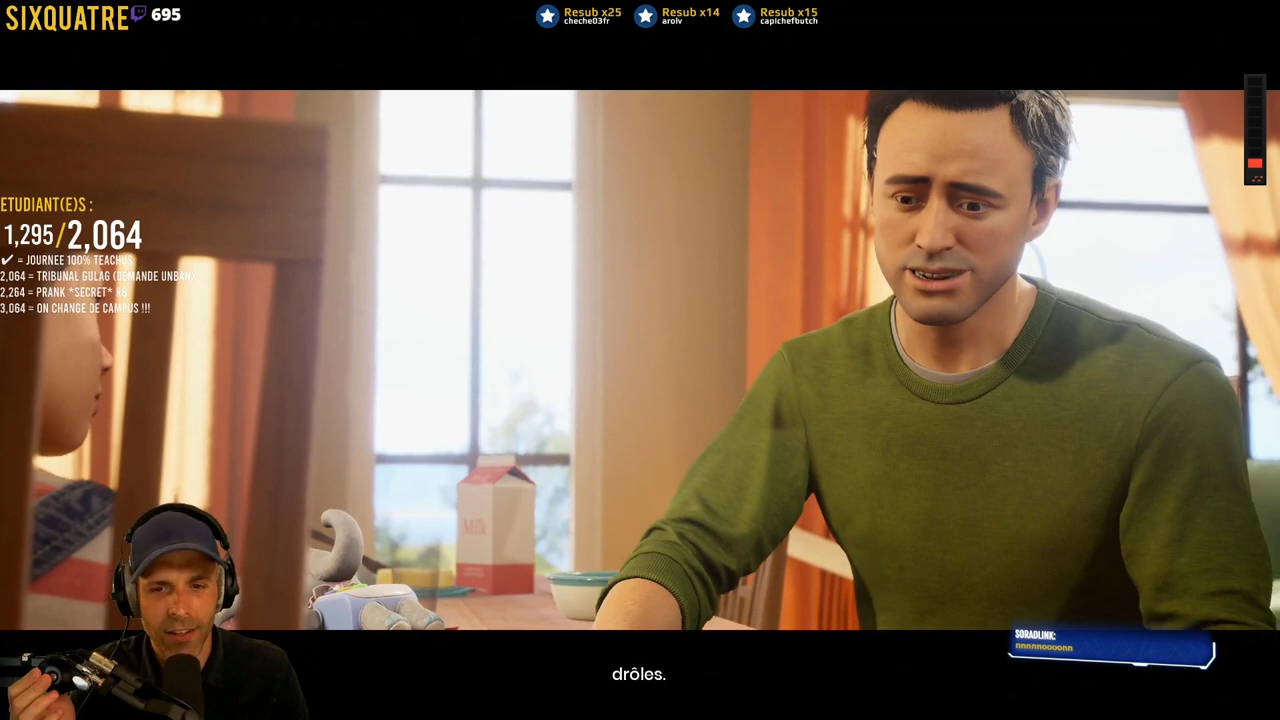 SIXQUATRE 695
Resub x25
cheche03fr
Resub x14
arolv
Resub x15
capichefbutch
ETUDIANT(E)S :
1,295/2,064
✔ = JOURNEE 100% TEACHUS
2,064 = TRIBUNAL GULAG (DEMANDE UNBAN)
2,264 = PRANK *SECRET* R6
3,064 = ON CHANGE DE CAMPUS !!!
Milk
SORADLINK:
nnnnnoooonn
drôles.